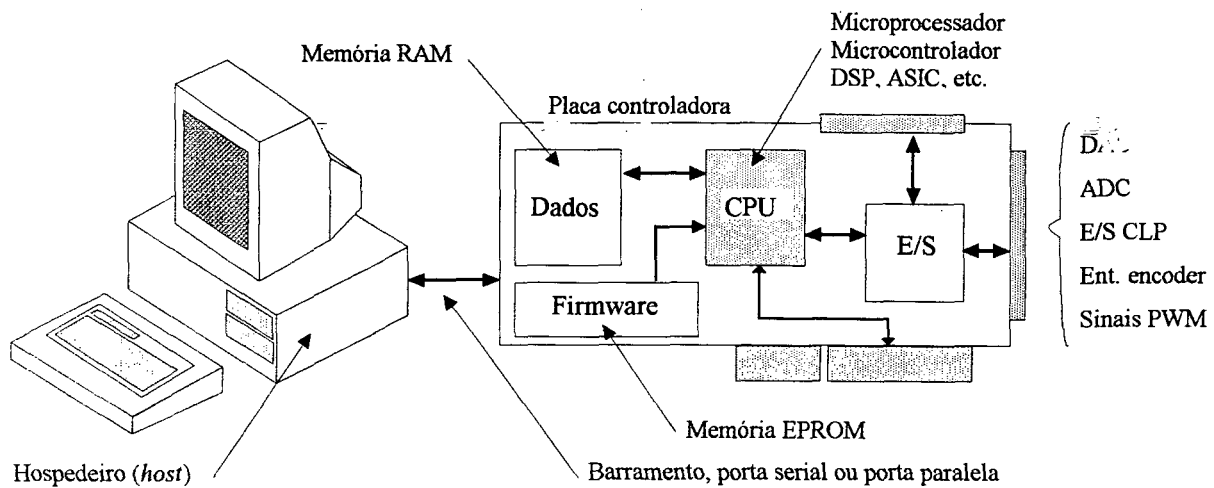 Microprocessador
Microcontrolador
DSP, ASIC, etc.
Memória RAM
Placa controladora
Dados
CPU
E/S
Firmware
ADC
E/S CLP
Ent. encoder
Sinais PWM
Memória EPROM
Hospedeiro (host)
Barramento, porta serial ou porta paralela